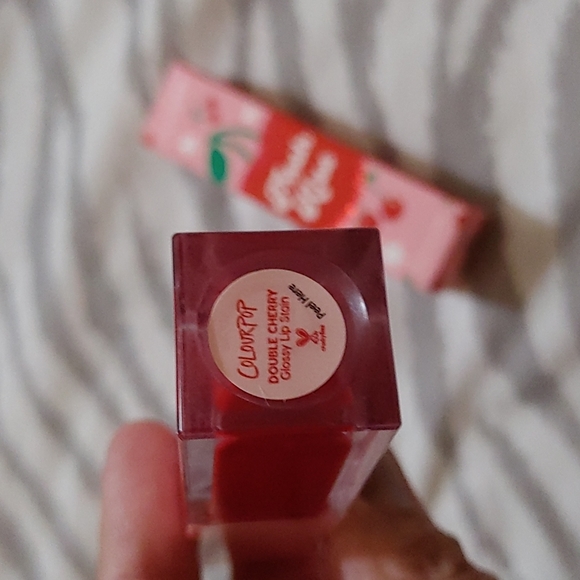 COLOURPOP
DOUBLE CHERRY
Glossy Lip Stain
Peel Here